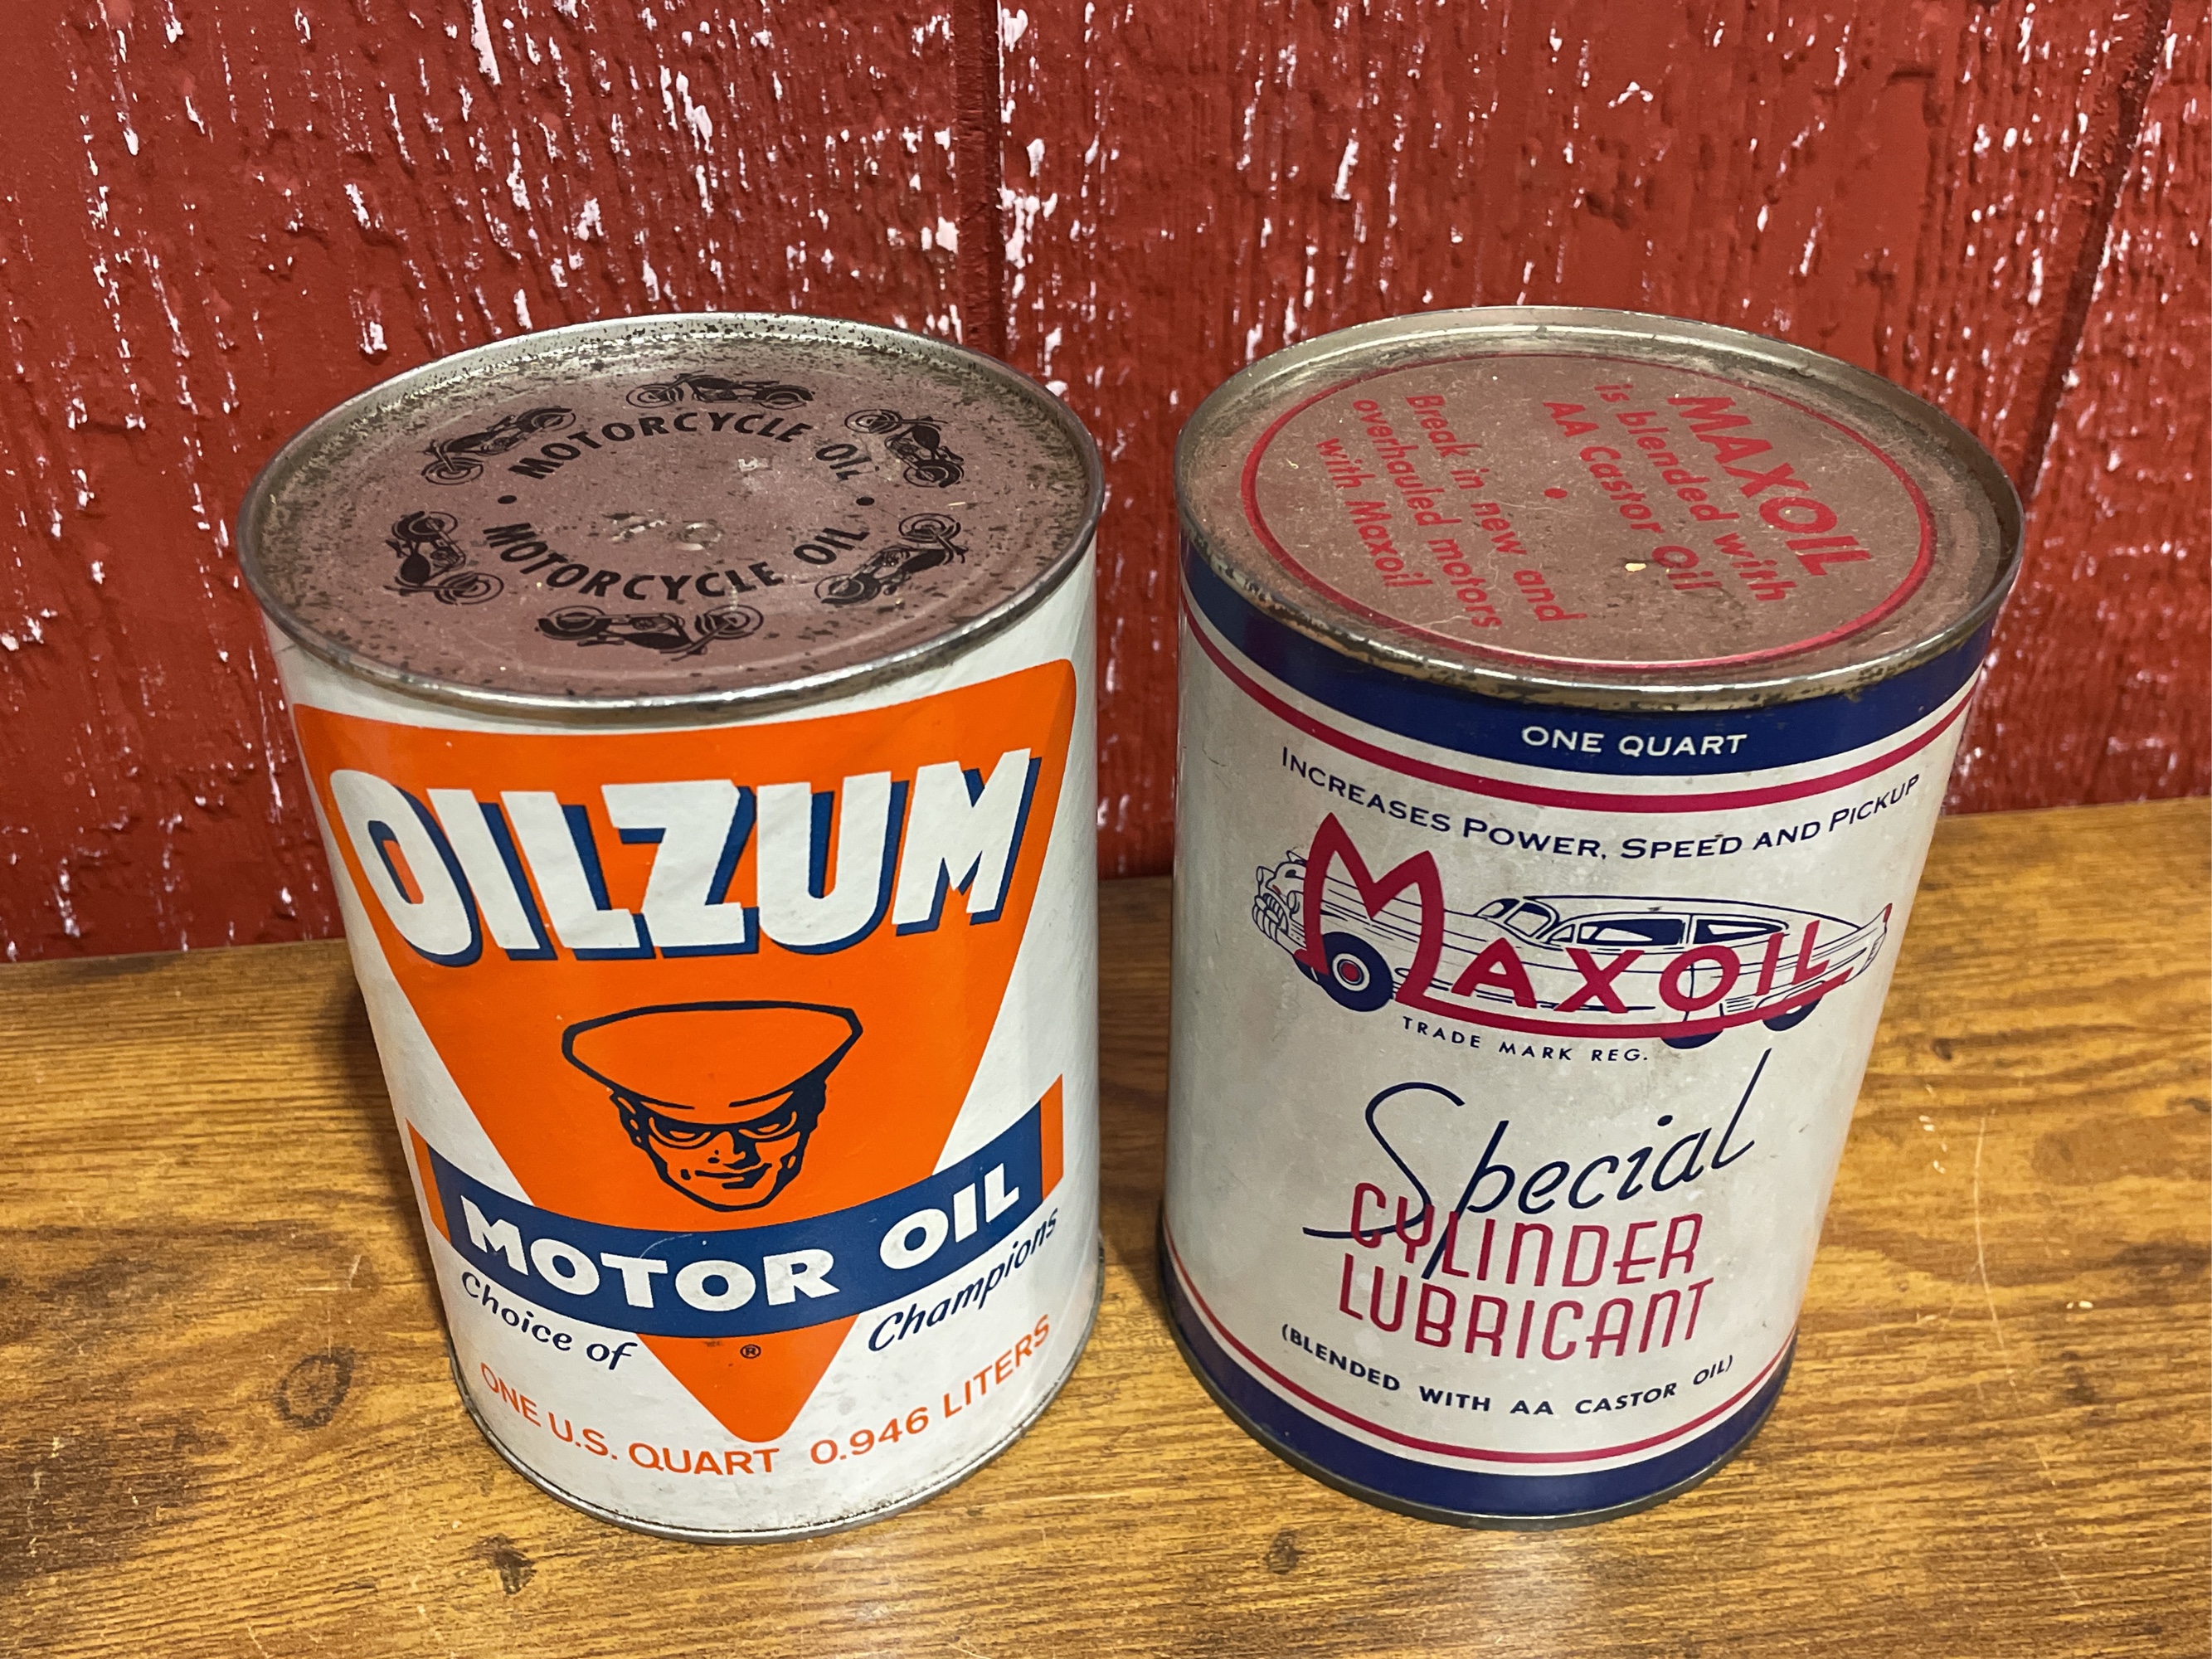 MOTORCYCLE OIL
MOTORCYCLE OIL
OILZUM
MOTOR OIL
Choice of Champions
®
ONE U.S. QUART 0.946 LITERS
MAXOIL
is blended with
AA Castor Oil
Break in new and
overhauled motors
with Maxoil
ONE QUART
INCREASES POWER, SPEED AND PICKUP
MAXOIL
TRADE MARK REG.
Special
CYLINDER
LUBRICANT
(BLENDED WITH AA CASTOR OIL)